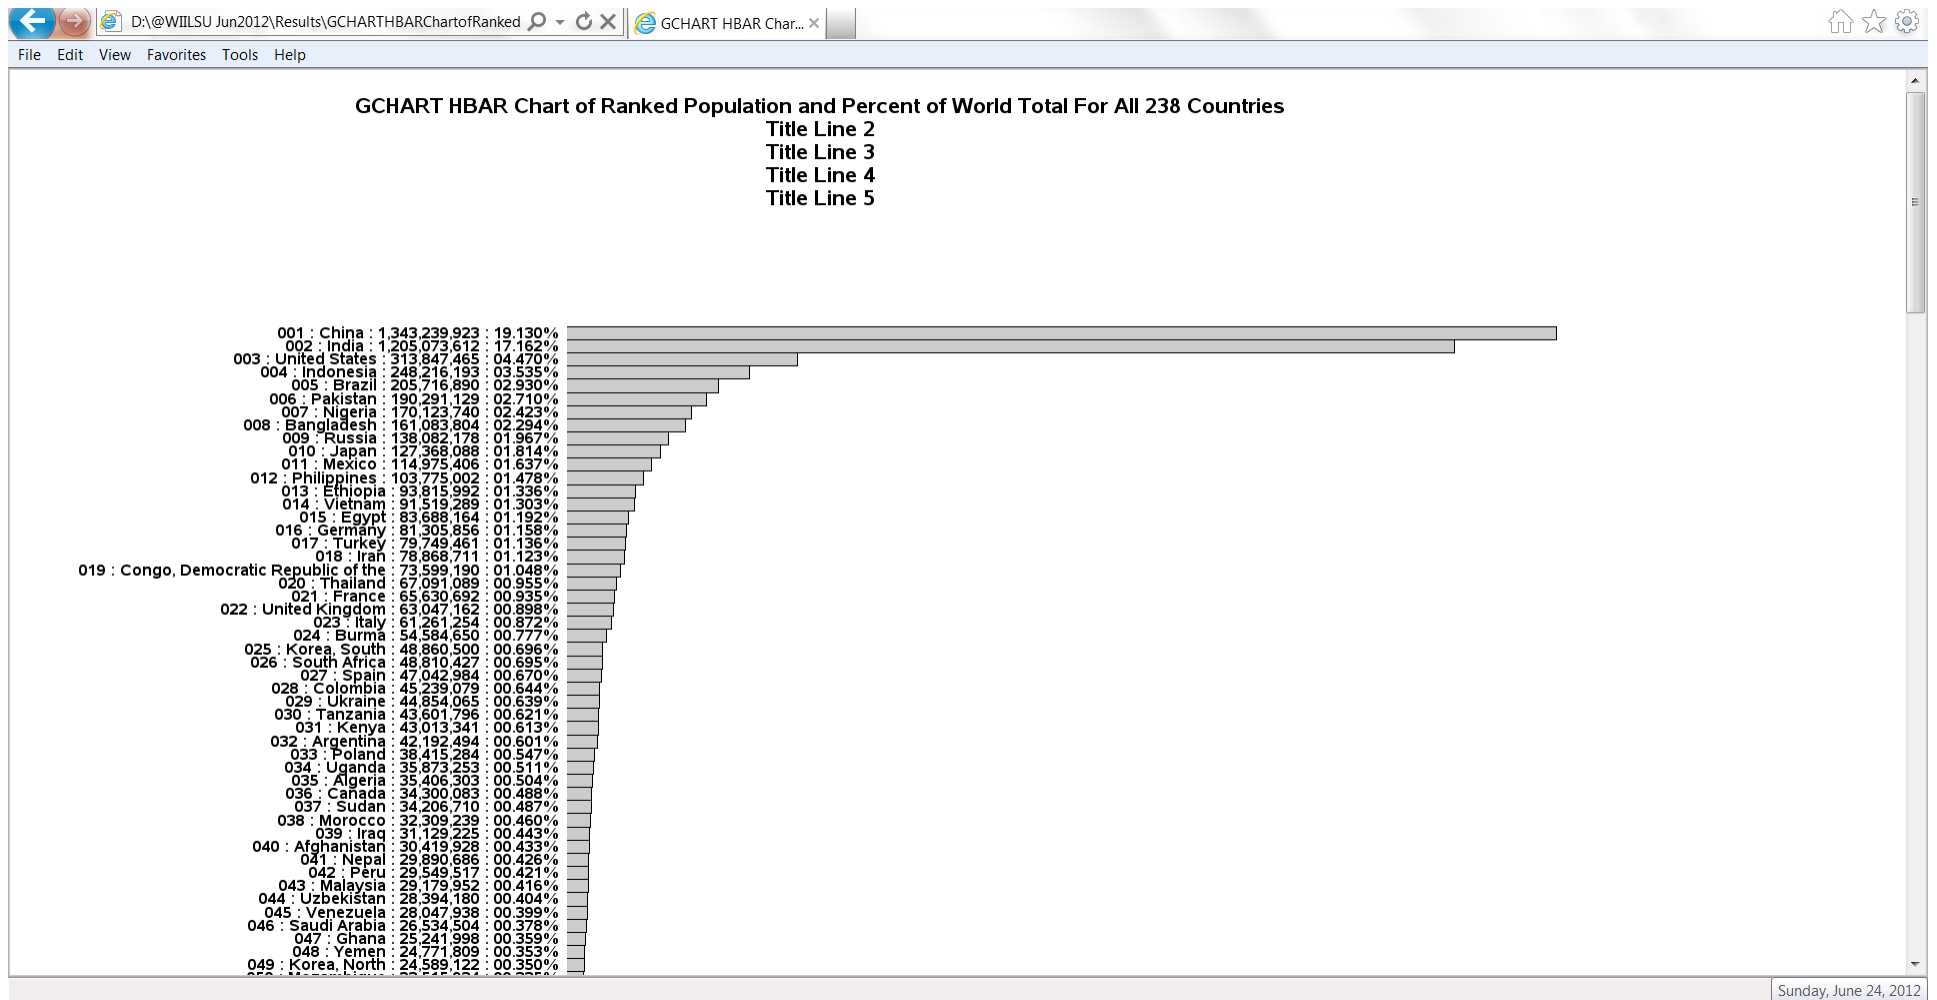 D:\@WIILSU Jun2012\Results\GCHARTHBARChartofRanked
GCHART HBAR Char...
File Edit View Favorites Tools Help
GCHART HBAR Chart of Ranked Population and Percent of World Total For All 238 Countries
Title Line 2
Title Line 3
Title Line 4
Title Line 5
001 : China : 1,343,239,923 : 19.130%
002 : India : 1,205,073,612 : 17.162%
003 : United States : 313,847,465 : 04.470%
004 : Indonesia : 248,216,193 : 03.535%
005 : Brazil : 205,716,890 : 02.930%
006 : Pakistan : 190,291,129 : 02.710%
007 : Nigeria : 170,123,740 : 02.423%
008 : Bangladesh : 161,083,804 : 02.294%
009 : Russia : 138,082,178 : 01.967%
010 : Japan : 127,368,088 : 01.814%
011 : Mexico : 114,975,406 : 01.637%
012 : Philippines : 103,775,002 : 01.478%
013 : Ethiopia : 93,815,992 : 01.336%
014 : Vietnam : 91,519,289 : 01.303%
015 : Egypt : 83,688,164 : 01.192%
016 : Germany : 81,305,856 : 01.158%
017 : Turkey : 79,749,461 : 01.136%
018 : Iran : 78,868,711 : 01.123%
019 : Congo, Democratic Republic of the : 73,599,190 : 01.048%
020 : Thailand : 67,091,089 : 00.955%
021 : France : 65,630,692 : 00.935%
022 : United Kingdom : 63,047,162 : 00.898%
023 : Italy : 61,261,254 : 00.872%
024 : Burma : 54,584,650 : 00.777%
025 : Korea, South : 48,860,500 : 00.696%
026 : South Africa : 48,810,427 : 00.695%
027 : Spain : 47,042,984 : 00.670%
028 : Colombia : 45,239,079 : 00.644%
029 : Ukraine : 44,854,065 : 00.639%
030 : Tanzania : 43,601,796 : 00.621%
031 : Kenya : 43,013,341 : 00.613%
032 : Argentina : 42,192,494 : 00.601%
033 : Poland : 38,415,284 : 00.547%
034 : Uganda : 35,873,253 : 00.511%
035 : Algeria : 35,406,303 : 00.504%
036 : Canada : 34,300,083 : 00.488%
037 : Sudan : 34,206,710 : 00.487%
038 : Morocco : 32,309,239 : 00.460%
039 : Iraq : 31,129,225 : 00.443%
040 : Afghanistan : 30,419,928 : 00.433%
041 : Nepal : 29,890,686 : 00.426%
042 : Peru : 29,549,517 : 00.421%
043 : Malaysia : 29,179,952 : 00.416%
044 : Uzbekistan : 28,394,180 : 00.404%
045 : Venezuela : 28,047,938 : 00.399%
046 : Saudi Arabia : 26,534,504 : 00.378%
047 : Ghana : 25,241,998 : 00.359%
048 : Yemen : 24,771,809 : 00.353%
049 : Korea, North : 24,589,122 : 00.350%
Sunday, June 24, 2012